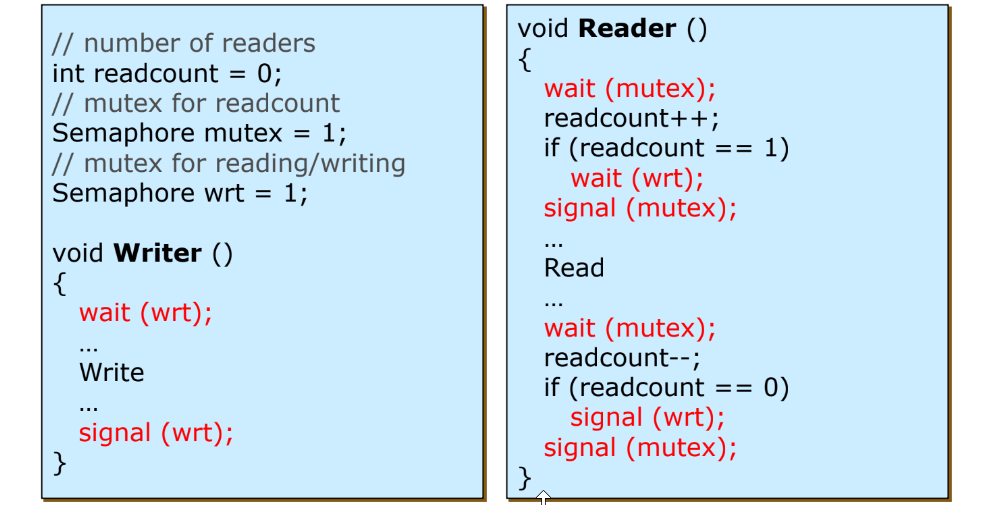 // number of readers
int readcount = 0;
// mutex for readcount
Semaphore mutex = 1;
// mutex for reading/writing
Semaphore wrt = 1;
void Writer ()
{
wait (wrt);
…
Write
…
signal (wrt);
}
void Reader ()
{
wait (mutex);
readcount++;
if (readcount == 1)
wait (wrt);
signal (mutex);
…
Read
…
wait (mutex);
readcount--;
if (readcount == 0)
signal (wrt);
signal (mutex);
}